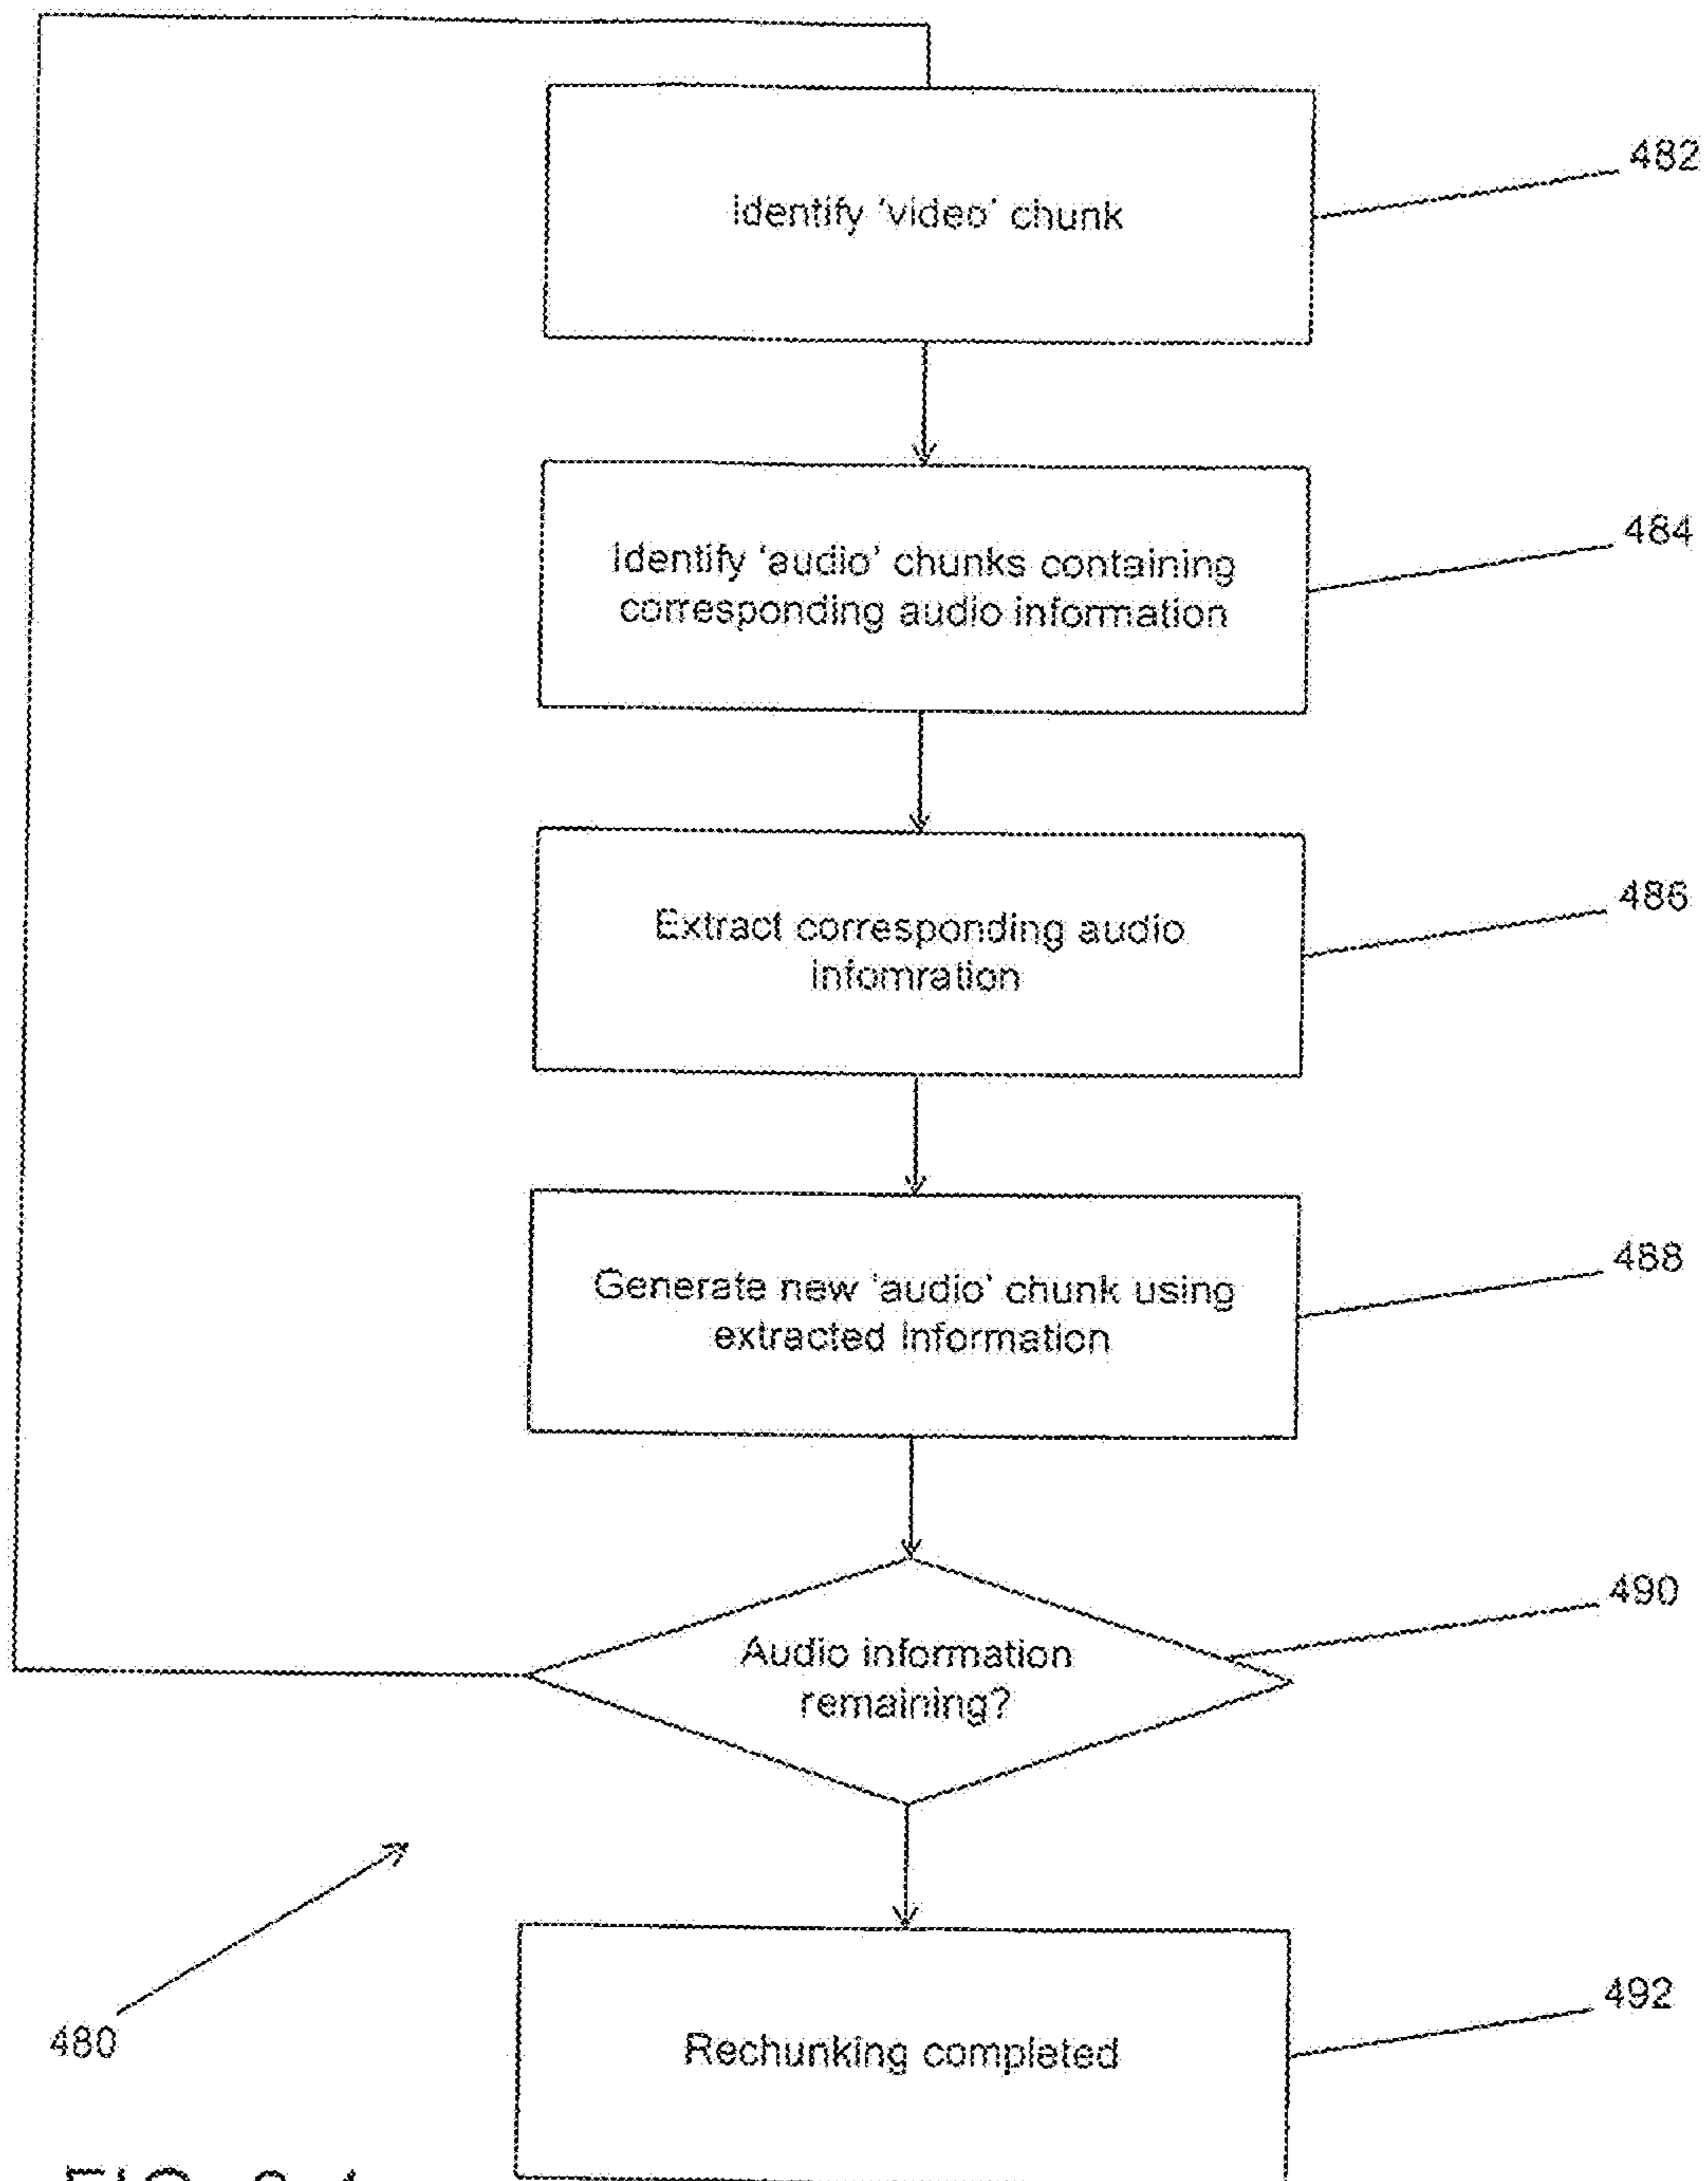 Identify 'video' chunk
482
Identify 'audio' chunks containing
corresponding audio information
484
Extract corresponding audio
infomration
486
Generate new 'audio' chunk using
extracted information
488
Audio information
remaining?
490
480
Rechunking completed
492